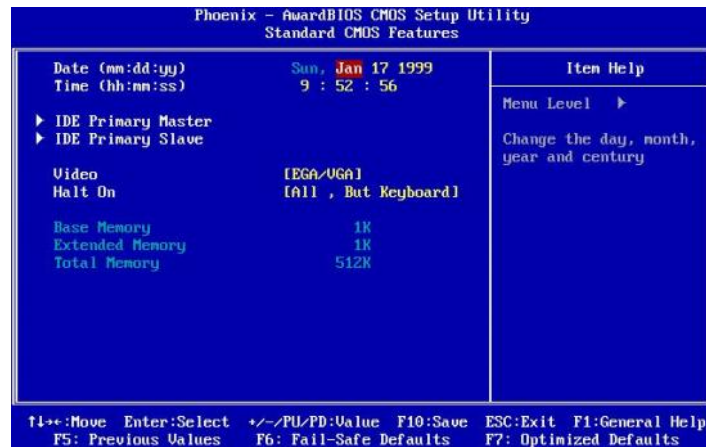 Phoenix - AwardBIOS CMOS Setup Utility
Standard CMOS Features
Date (mm:dd:yy) Sun, Jan 17 1999
Time (hh:mm:ss) 9 : 52 : 56
▶ IDE Primary Master
▶ IDE Primary Slave
Video [EGA/VGA]
Halt On [All , But Keyboard]
Base Memory 1K
Extended Memory 1K
Total Memory 512K
Item Help
Menu Level ▶
Change the day, month,
year and century
↑↓→←:Move Enter:Select +/-/PU/PD:Value F10:Save ESC:Exit F1:General Help
F5: Previous Values F6: Fail-Safe Defaults F7: Optimized Defaults